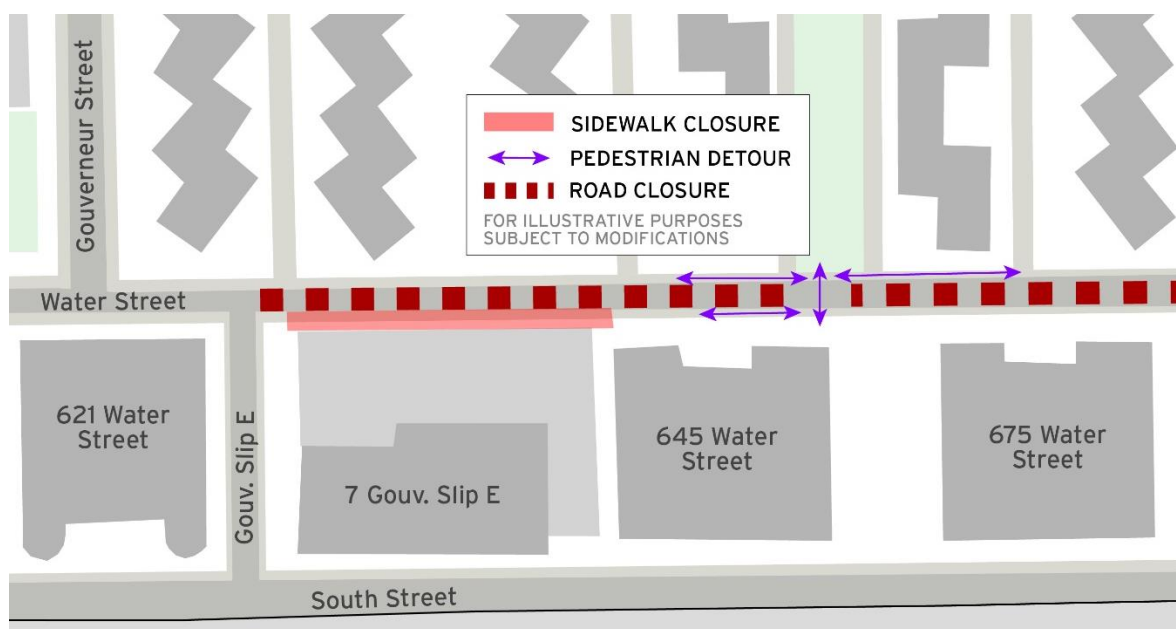 Gouverneur Street
SIDEWALK CLOSURE
PEDESTRIAN DETOUR
ROAD CLOSURE
FOR ILLUSTRATIVE PURPOSES
SUBJECT TO MODIFICATIONS
Water Street
621 Water
Street
Gouv. Slip E
7 Gouv. Slip E
645 Water
Street
675 Water
Street
South Street